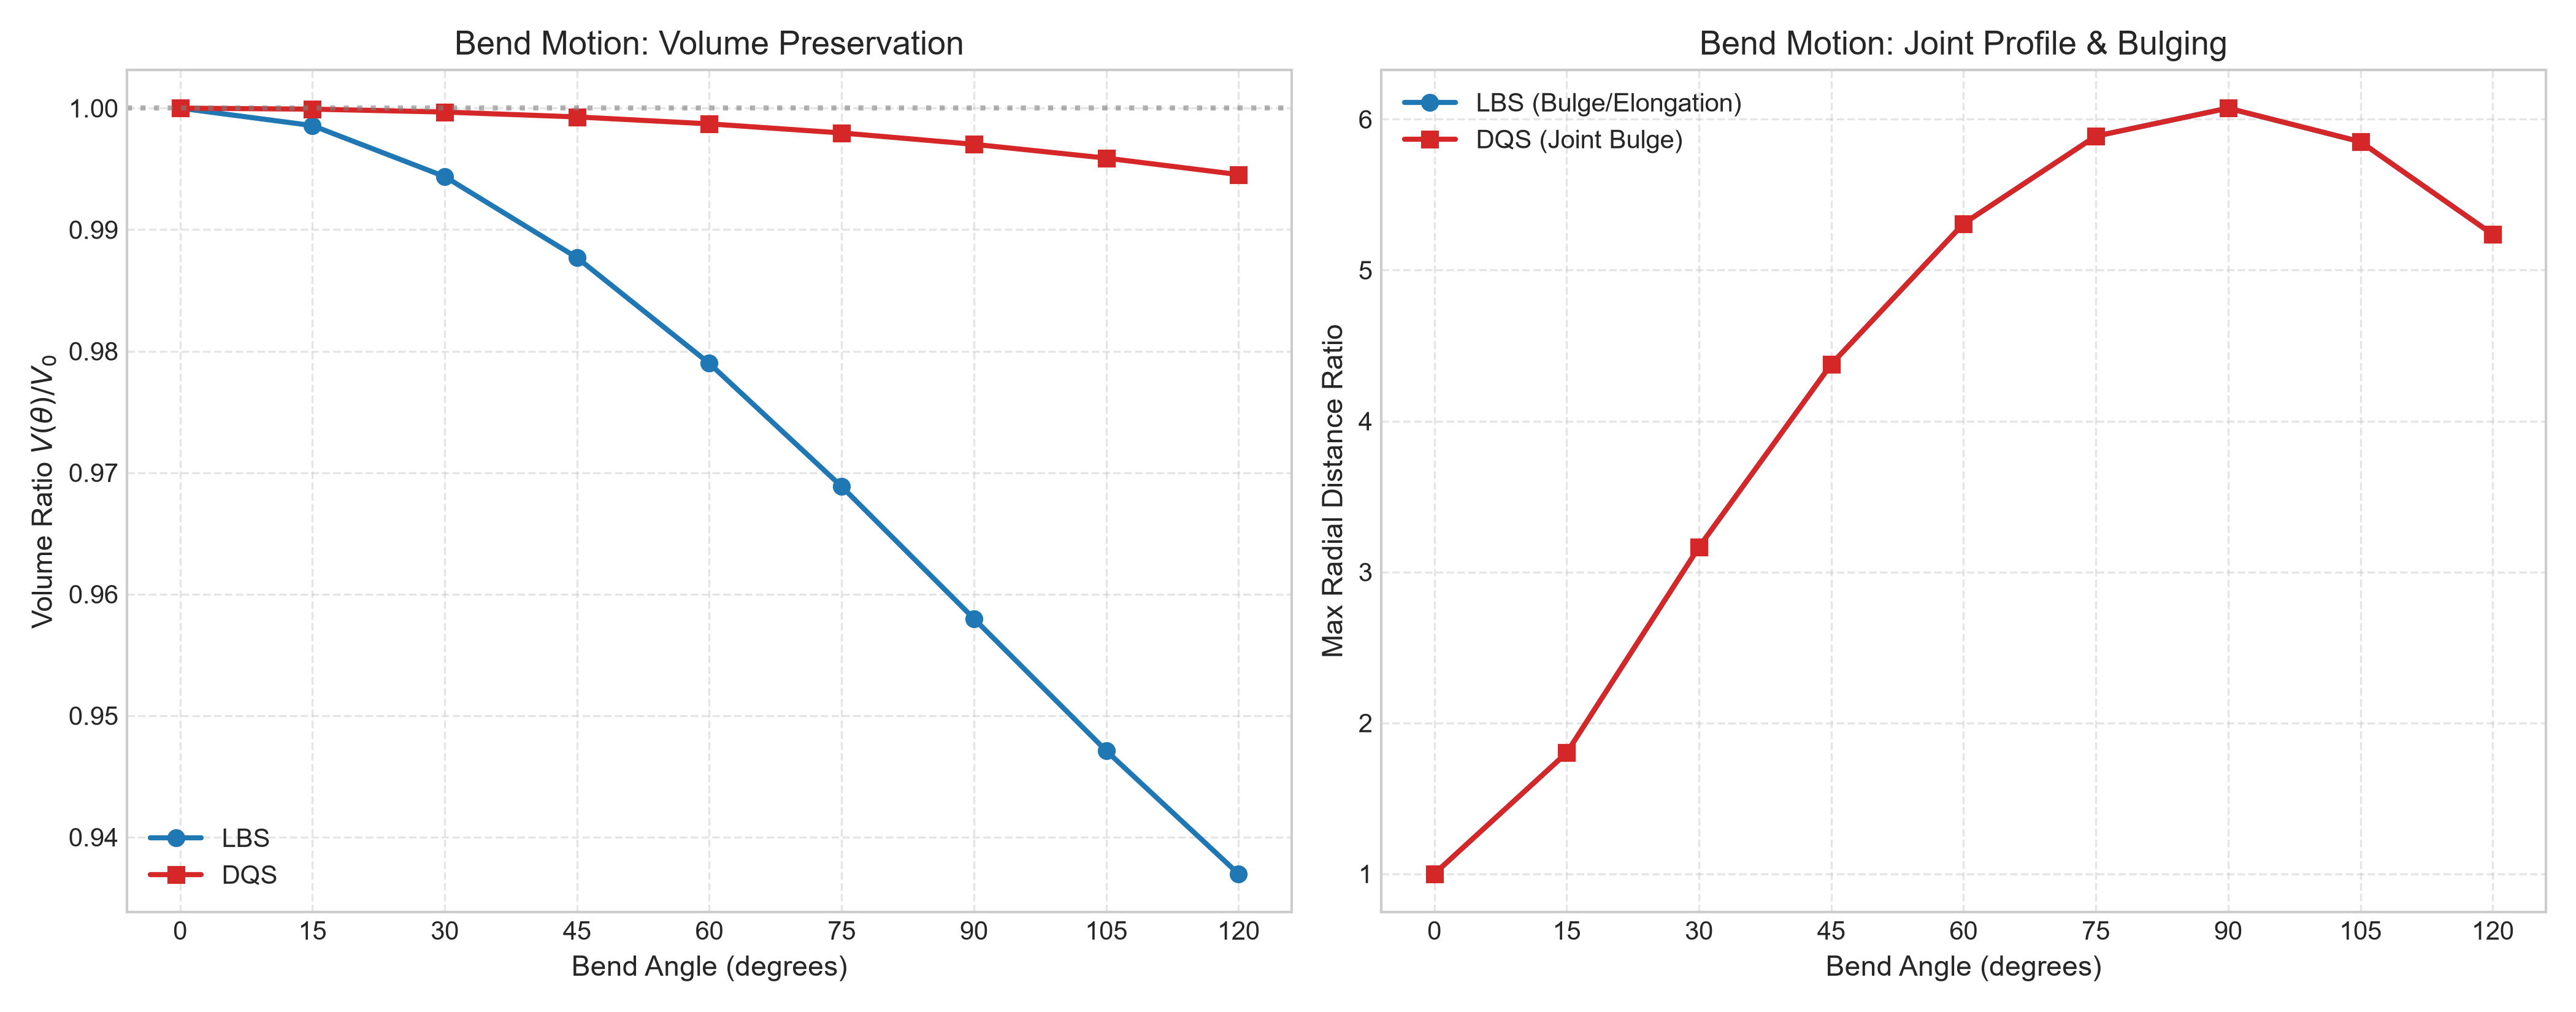 Bend Motion: Volume Preservation
Volume Ratio V(θ)/V₀
1.00
0.99
0.98
0.97
0.96
0.95
0.94
LBS
DQS
0 15 30 45 60 75 90 105 120
Bend Angle (degrees)
Bend Motion: Joint Profile & Bulging
Max Radial Distance Ratio
LBS (Bulge/Elongation)
DQS (Joint Bulge)
6
5
4
3
2
1
0 15 30 45 60 75 90 105 120
Bend Angle (degrees)